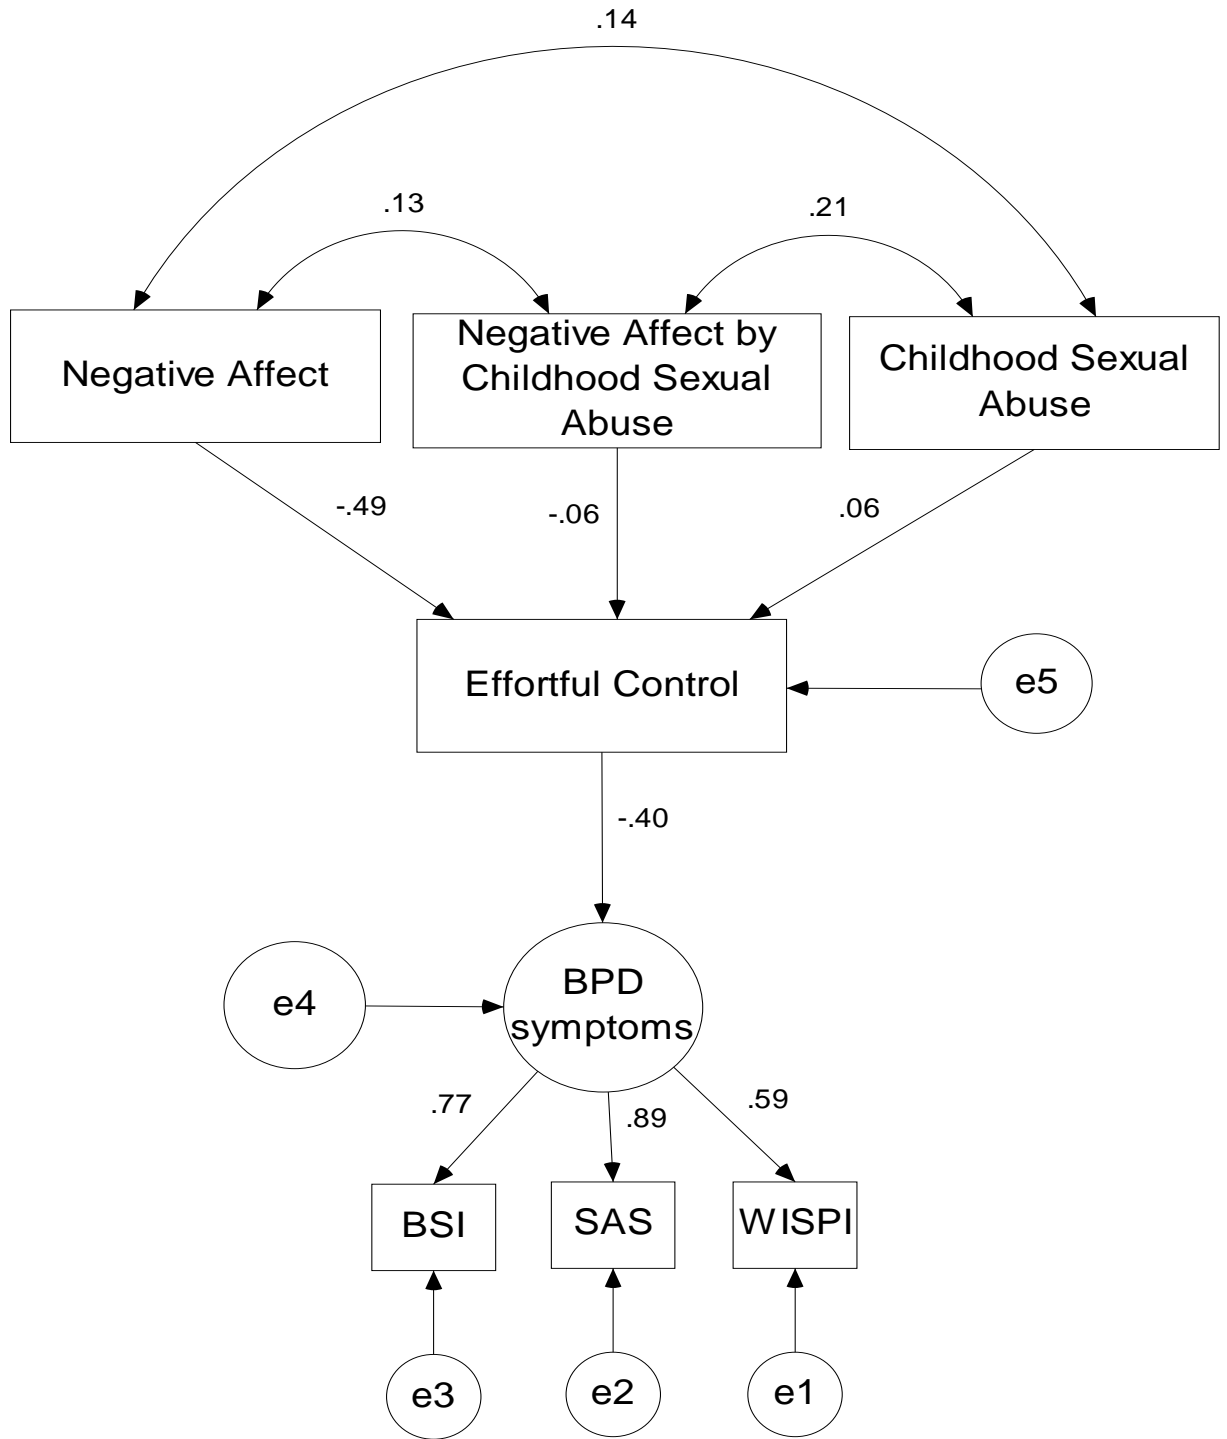 .14
.13
.21
Negative Affect
Negative Affect by
Childhood Sexual
Abuse
Childhood Sexual
Abuse
-.49
-.06
.06
Effortful Control
e5
-.40
e4
BPD
symptoms
.77
.89
.59
BSI
SAS
WISPI
e3
e2
e1